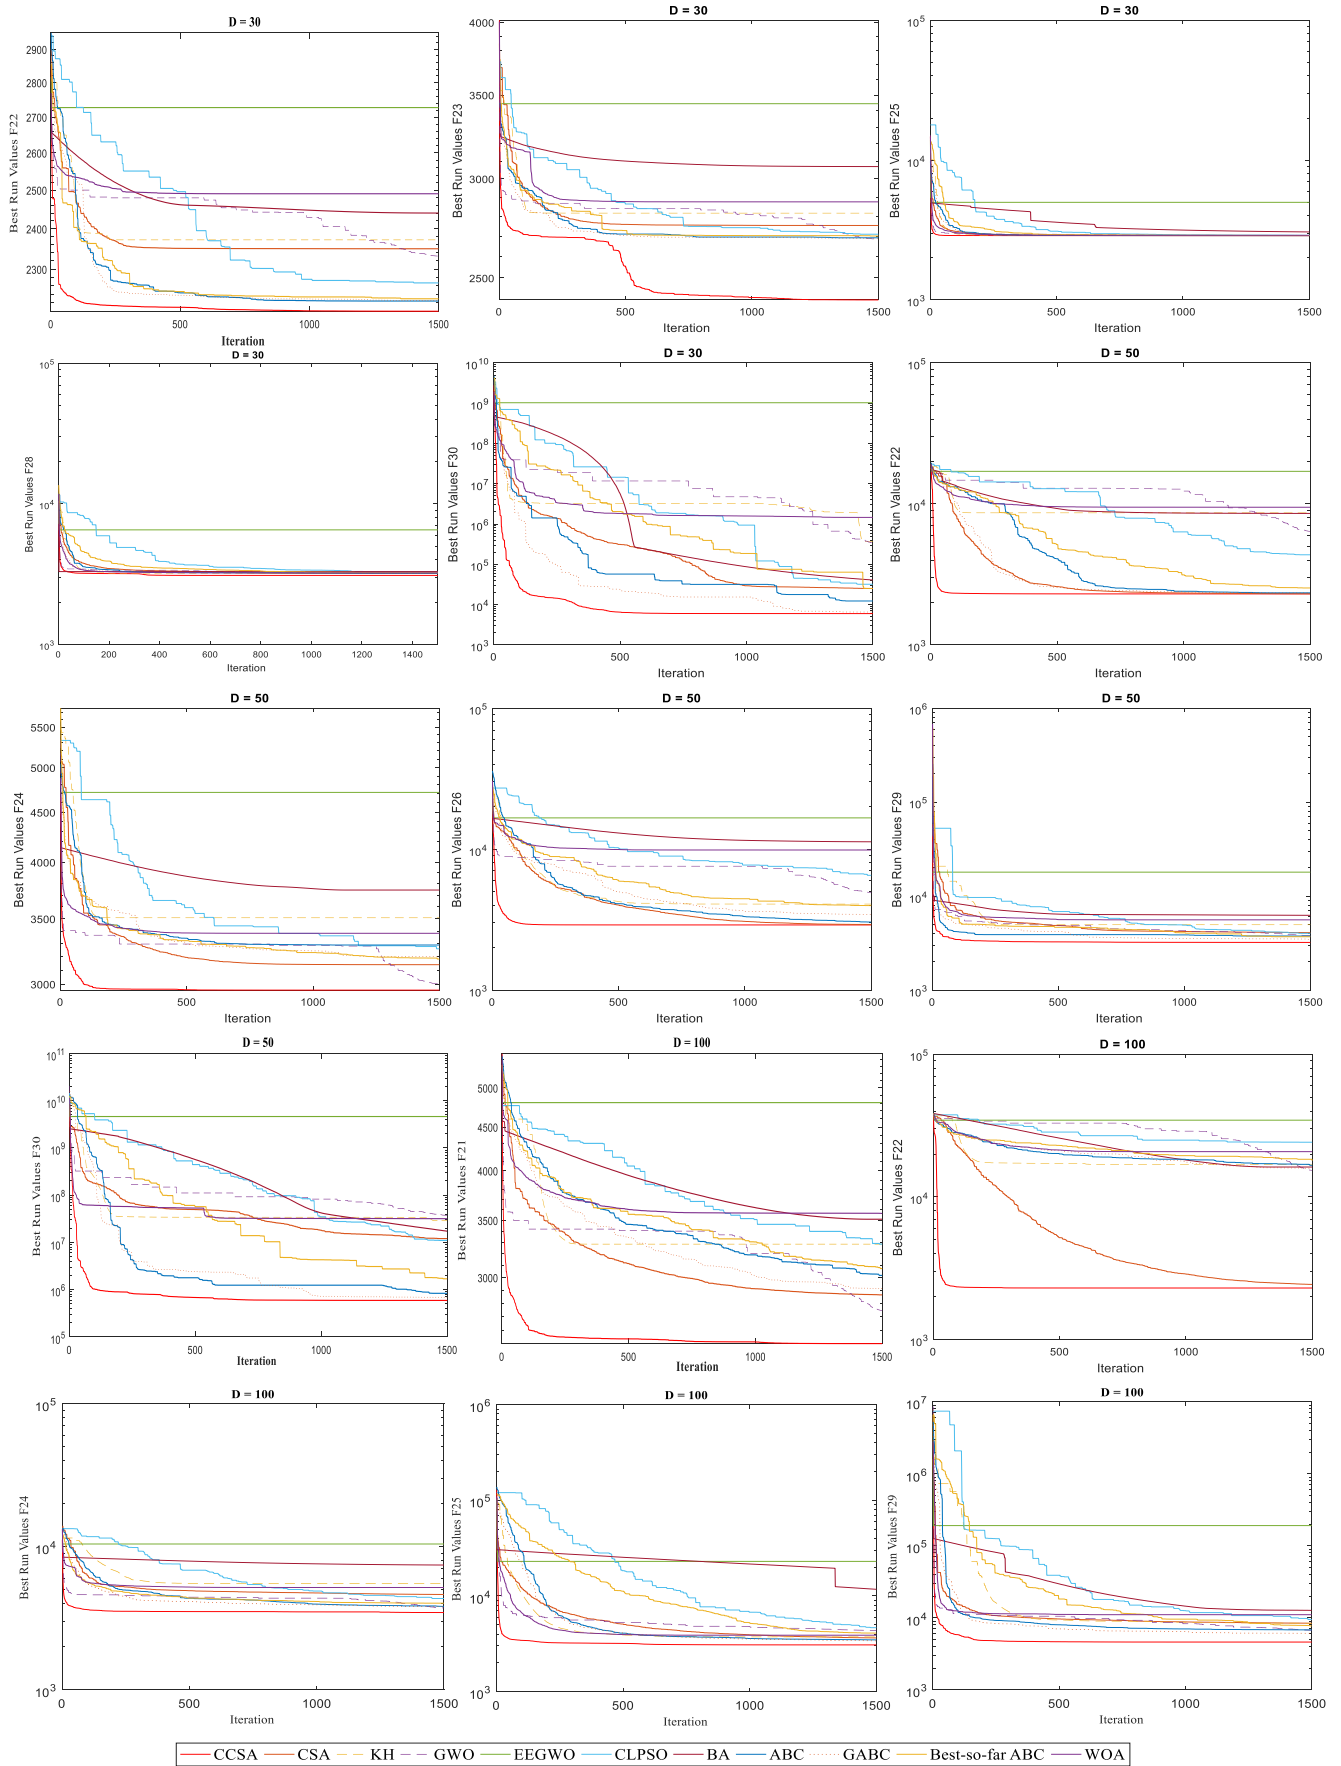 D = 30
Best Run Values F22
2900
2800
2700
2600
2500
2400
2300
0 500 1000 1500
Iteration
D = 30
Best Run Values F23
4000
3500
3000
2500
0 500 1000 1500
Iteration
D = 30
Best Run Values F25
10^5
10^4
10^3
0 500 1000 1500
Iteration
D = 30
Best Run Values F28
10^5
10^4
10^3
0 200 400 600 800 1000 1200 1400
Iteration
D = 30
Best Run Values F30
10^10
10^9
10^8
10^7
10^6
10^5
10^4
10^3
0 500 1000 1500
Iteration
D = 50
Best Run Values F22
10^5
10^4
10^3
0 500 1000 1500
Iteration
D = 50
Best Run Values F24
5500
5000
4500
4000
3500
3000
0 500 1000 1500
Iteration
D = 50
Best Run Values F26
10^5
10^4
10^3
0 500 1000 1500
Iteration
D = 50
Best Run Values F29
10^6
10^5
10^4
10^3
0 500 1000 1500
Iteration
D = 50
Best Run Values F30
10^11
10^10
10^9
10^8
10^7
10^6
10^5
0 500 1000 1500
Iteration
D = 100
Best Run Values F21
5000
4500
4000
3500
3000
0 500 1000 1500
Iteration
D = 100
Best Run Values F22
10^5
10^4
10^3
0 500 1000 1500
Iteration
D = 100
Best Run Values F24
10^5
10^4
10^3
0 500 1000 1500
Iteration
D = 100
Best Run Values F25
10^6
10^5
10^4
10^3
0 500 1000 1500
Iteration
D = 100
Best Run Values F29
10^7
10^6
10^5
10^4
10^3
0 500 1000 1500
Iteration
CCSA CSA KH GWO EEGWO CLPSO BA ABC GABC Best-so-far ABC WOA